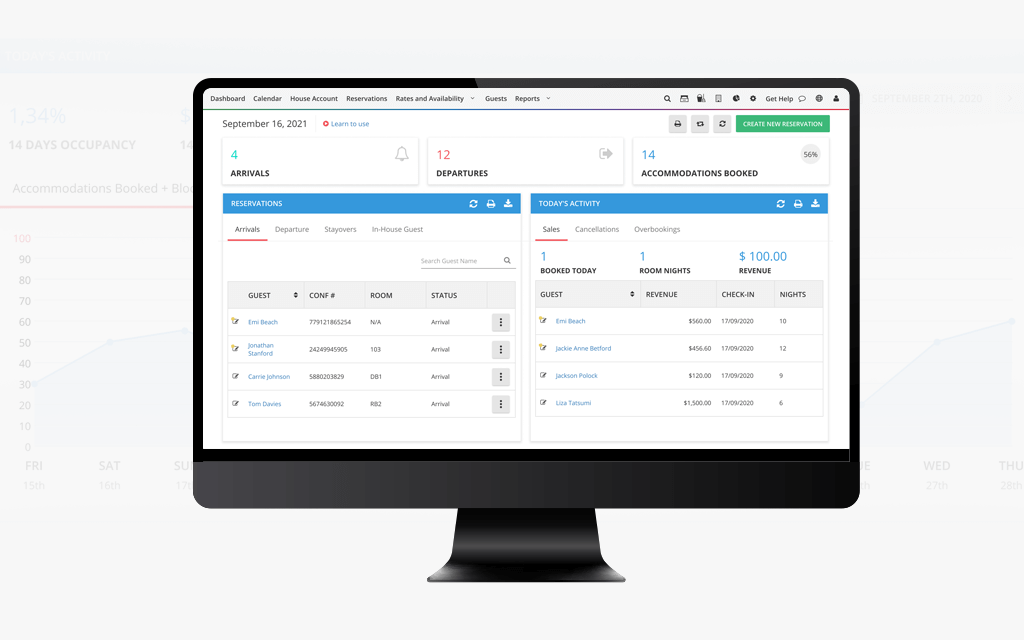 Dashboard Calendar House Account Reservations Rates and Availability Guests Reports Get Help
September 16, 2021 Learn to use CREATE NEW RESERVATION
4 12 14 56%
ARRIVALS DEPARTURES ACCOMMODATIONS BOOKED
RESERVATIONS
Arrivals Departure Stayovers In-House Guest
Search Guest Name
GUEST CONF # ROOM STATUS
Emi Beach 779121865254 N/A Arrival
Jonathan
Stanford 24249945905 103 Arrival
Carrie Johnson 5880203829 DB1 Arrival
Tom Davies 5674630092 RB2 Arrival
TODAY'S ACTIVITY
Sales Cancellations Overbookings
1 1 $ 100.00
BOOKED TODAY ROOM NIGHTS REVENUE
GUEST REVENUE CHECK-IN NIGHTS
Emi Beach $560.00 17/09/2020 10
Jackie Anne Betford $456.60 17/09/2020 12
Jackson Polock $120.00 17/09/2020 9
Liza Tatsumi $1,500.00 17/09/2020 6
1,34% $
14 DAYS OCCUPANCY 14
SEPTEMBER 7TH, 2020
Accommodations Booked + Blo
100
90
80
70
60
50
40
30
20
10
0
FRI SAT SUN WED THU
15th 16th 17t 27th 28th